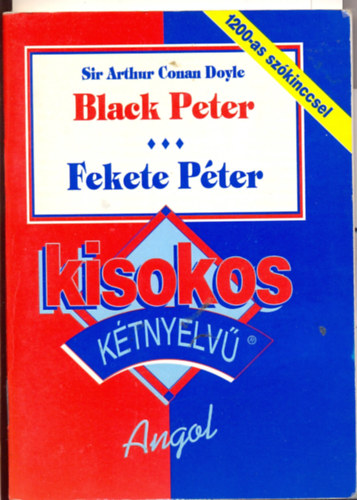 1200-as szókinccsel
Sir Arthur Conan Doyle
Black Peter
Fekete Péter
kisokos
KÉTNYELVŰ ®
Angol